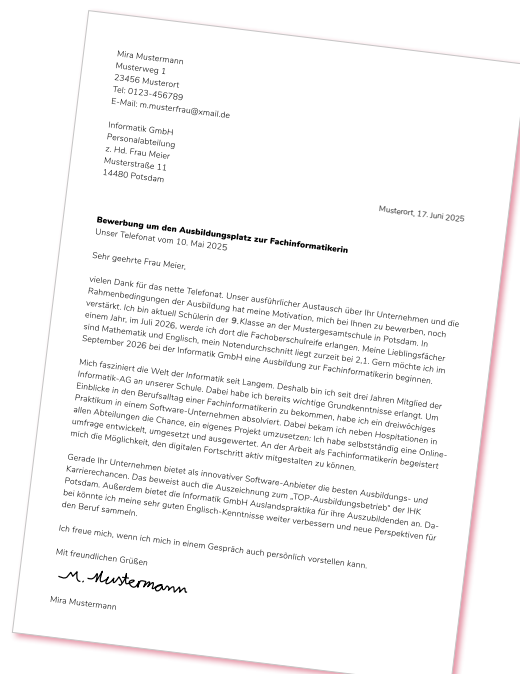 Mira Mustermann
Musterweg 1
23456 Musterort
Tel: 0123-456789
E-Mail: m.musterfrau@xmail.de
Informatik GmbH
Personalabteilung
z. Hd. Frau Meier
Musterstraße 11
14480 Potsdam
Musterort, 17. Juni 2025
Bewerbung um den Ausbildungsplatz zur Fachinformatikerin
Unser Telefonat vom 10. Mai 2025
Sehr geehrte Frau Meier,
vielen Dank für das nette Telefonat. Unser ausführlicher Austausch über Ihr Unternehmen und die
Rahmenbedingungen der Ausbildung hat meine Motivation, mich bei Ihnen zu bewerben, noch
verstärkt. Ich bin aktuell Schülerin der 9. Klasse an der Mustergesamtschule in Potsdam. In
einem Jahr, im Juli 2026, werde ich dort die Fachoberschulreife erlangen. Meine Lieblingsfächer
sind Mathematik und Englisch, mein Notendurchschnitt liegt zurzeit bei 2,1. Gern möchte ich im
September 2026 bei der Informatik GmbH eine Ausbildung zur Fachinformatikerin beginnen.
Mich fasziniert die Welt der Informatik seit Langem. Deshalb bin ich seit drei Jahren Mitglied der
Informatik-AG an unserer Schule. Dabei habe ich bereits wichtige Grundkenntnisse erlangt. Um
Einblicke in den Berufsalltag einer Fachinformatikerin zu bekommen, habe ich ein dreiwöchiges
Praktikum in einem Software-Unternehmen absolviert. Dabei bekam ich neben Hospitationen in
allen Abteilungen die Chance, ein eigenes Projekt umzusetzen: Ich habe selbstständig eine Online-
umfrage entwickelt, umgesetzt und ausgewertet. An der Arbeit als Fachinformatikerin begeistert
mich die Möglichkeit, den digitalen Fortschritt aktiv mitgestalten zu können.
Gerade Ihr Unternehmen bietet als innovativer Software-Anbieter die besten Ausbildungs- und
Karrierechancen. Das beweist auch die Auszeichnung zum „TOP-Ausbildungsbetrieb“ der IHK
Potsdam. Außerdem bietet die Informatik GmbH Auslandspraktika für ihre Auszubildenden an. Da-
bei könnte ich meine sehr guten Englisch-Kenntnisse weiter verbessern und neue Perspektiven für
den Beruf sammeln.
Ich freue mich, wenn ich mich in einem Gespräch auch persönlich vorstellen kann.
Mit freundlichen Grüßen
M. Mustermann
Mira Mustermann